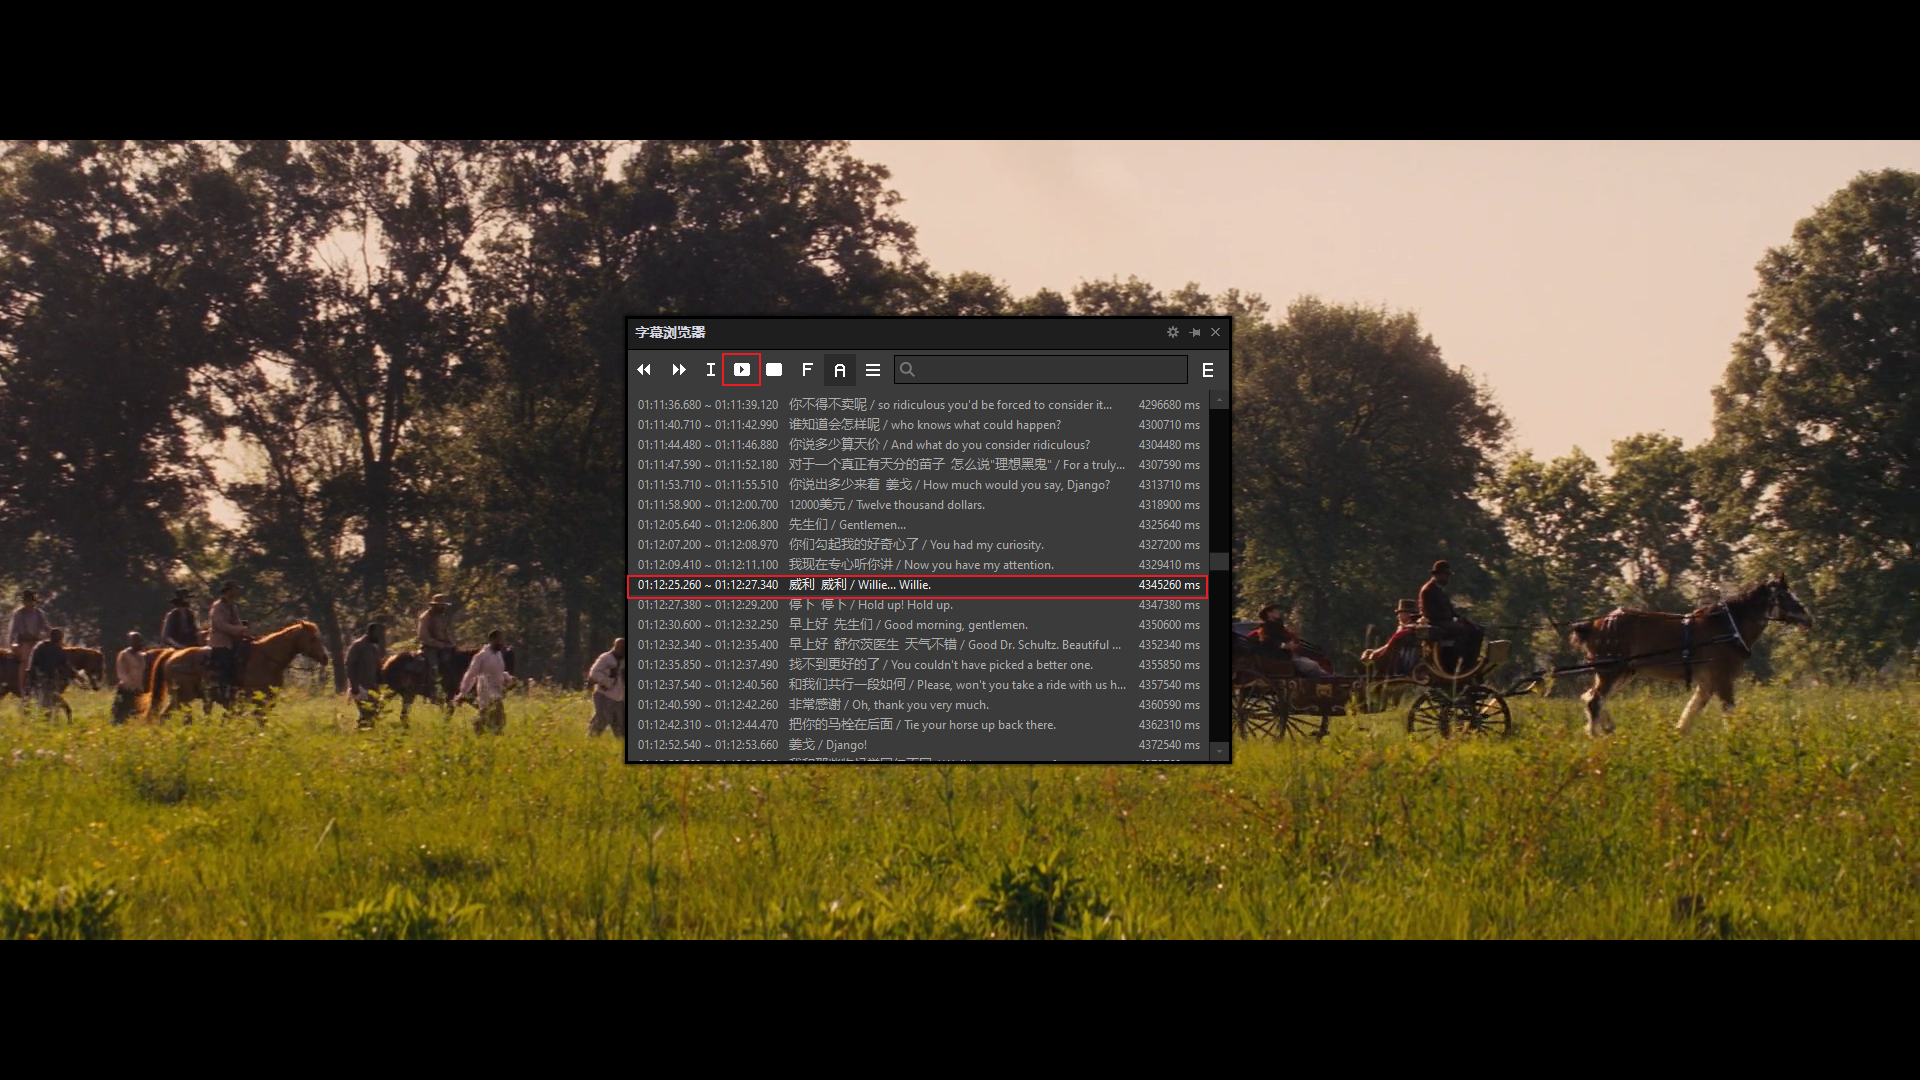 字幕浏览器
I F A E
01:11:36.680 ~ 01:11:39.120 你不得不卖呢 / so ridiculous you'd be forced to consider it... 4296680 ms
01:11:40.710 ~ 01:11:42.990 谁知道会怎样呢 / who knows what could happen? 4300710 ms
01:11:44.480 ~ 01:11:46.880 你说多少算天价 / And what do you consider ridiculous? 4304480 ms
01:11:47.590 ~ 01:11:52.180 对于一个真正有天分的苗子 怎么说"理想黑鬼" / For a truly... 4307590 ms
01:11:53.710 ~ 01:11:55.510 你说出多少来着 姜戈 / How much would you say, Django? 4313710 ms
01:11:58.900 ~ 01:12:00.700 12000美元 / Twelve thousand dollars. 4318900 ms
01:12:05.640 ~ 01:12:06.800 先生们 / Gentlemen... 4325640 ms
01:12:07.200 ~ 01:12:08.970 你们勾起我的好奇心了 / You had my curiosity. 4327200 ms
01:12:09.410 ~ 01:12:11.100 我现在专心听你讲 / Now you have my attention. 4329410 ms
01:12:25.260 ~ 01:12:27.340 威利 威利 / Willie... Willie. 4345260 ms
01:12:27.380 ~ 01:12:29.200 停下 停下 / Hold up! Hold up. 4347380 ms
01:12:30.600 ~ 01:12:32.250 早上好 先生们 / Good morning, gentlemen. 4350600 ms
01:12:32.340 ~ 01:12:35.400 早上好 舒尔茨医生 天气不错 / Good Dr. Schultz. Beautiful ... 4352340 ms
01:12:35.850 ~ 01:12:37.490 找不到更好的了 / You couldn't have picked a better one. 4355850 ms
01:12:37.540 ~ 01:12:40.560 和我们共行一段如何 / Please, won't you take a ride with us h... 4357540 ms
01:12:40.590 ~ 01:12:42.260 非常感谢 / Oh, thank you very much. 4360590 ms
01:12:42.310 ~ 01:12:44.470 把你的马栓在后面 / Tie your horse up back there. 4362310 ms
01:12:52.540 ~ 01:12:53.660 姜戈 / Django! 4372540 ms